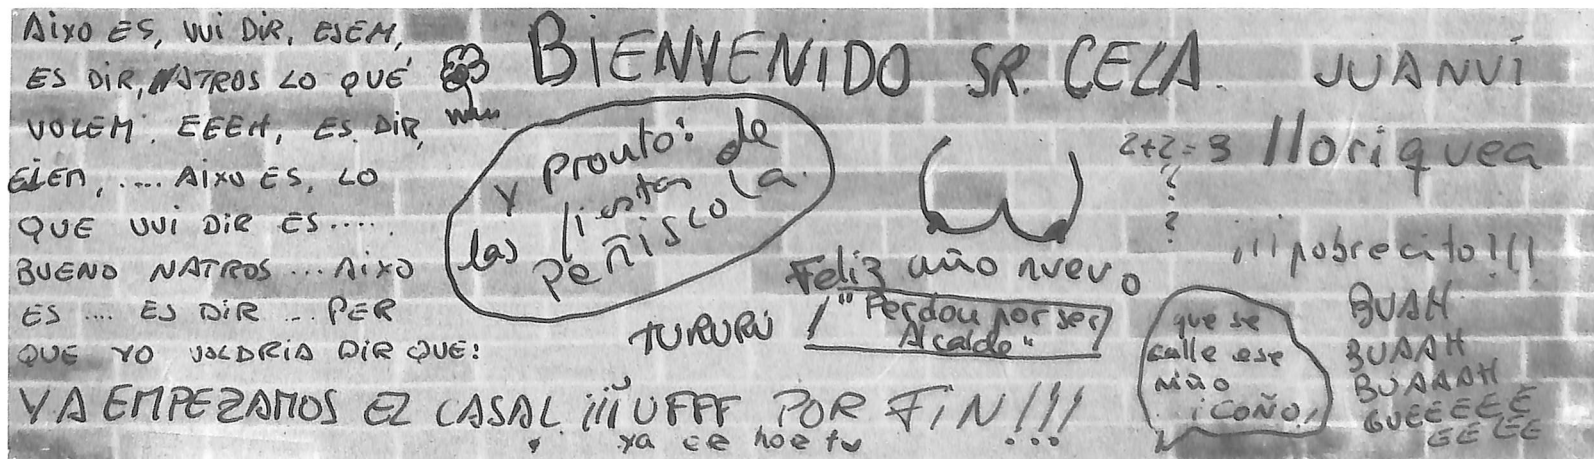 AIXO ES, VUI DIR, EJEM,
ES DIR, NATROS LO QUÉ
VOLEM. EEEH, ES DIR,
EJEM, .... AIXO ES, LO
QUE VUI DIR ES.....
BUENO NATROS ... AIXO
ES .... ES DIR ... PER
QUE YO VOLDRIA DIR QUE:
YA EMPEZAMOS EL CASAL ¡¡¡UFFF POR FIN!!!
BIENVENIDO SR. CELA.
Y Pronto:
las fiestas de
PEÑISCOLA.
TURURÚ
Feliz año nuevo
"Perdon por ser
Alcalde"
JUANVI
lloriquea
2+2=3
?
?
?
¡¡¡pobrecito!!!
BUAH
BUAAH
BUAAAH
GUEEEEE
EEEEE
que se
calle ese
niño
¡COÑO!
ya ee hoe tu